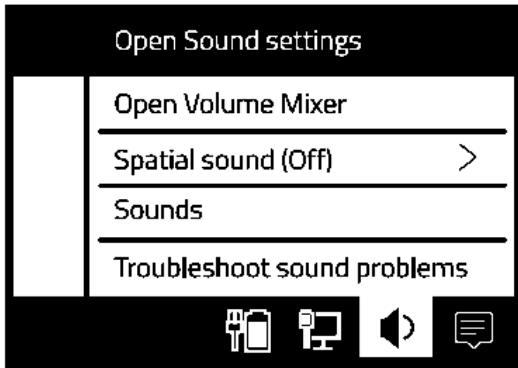 Open Sound settings
Open Volume Mixer
Spatial sound (Off)
Sounds
Troubleshoot sound problems